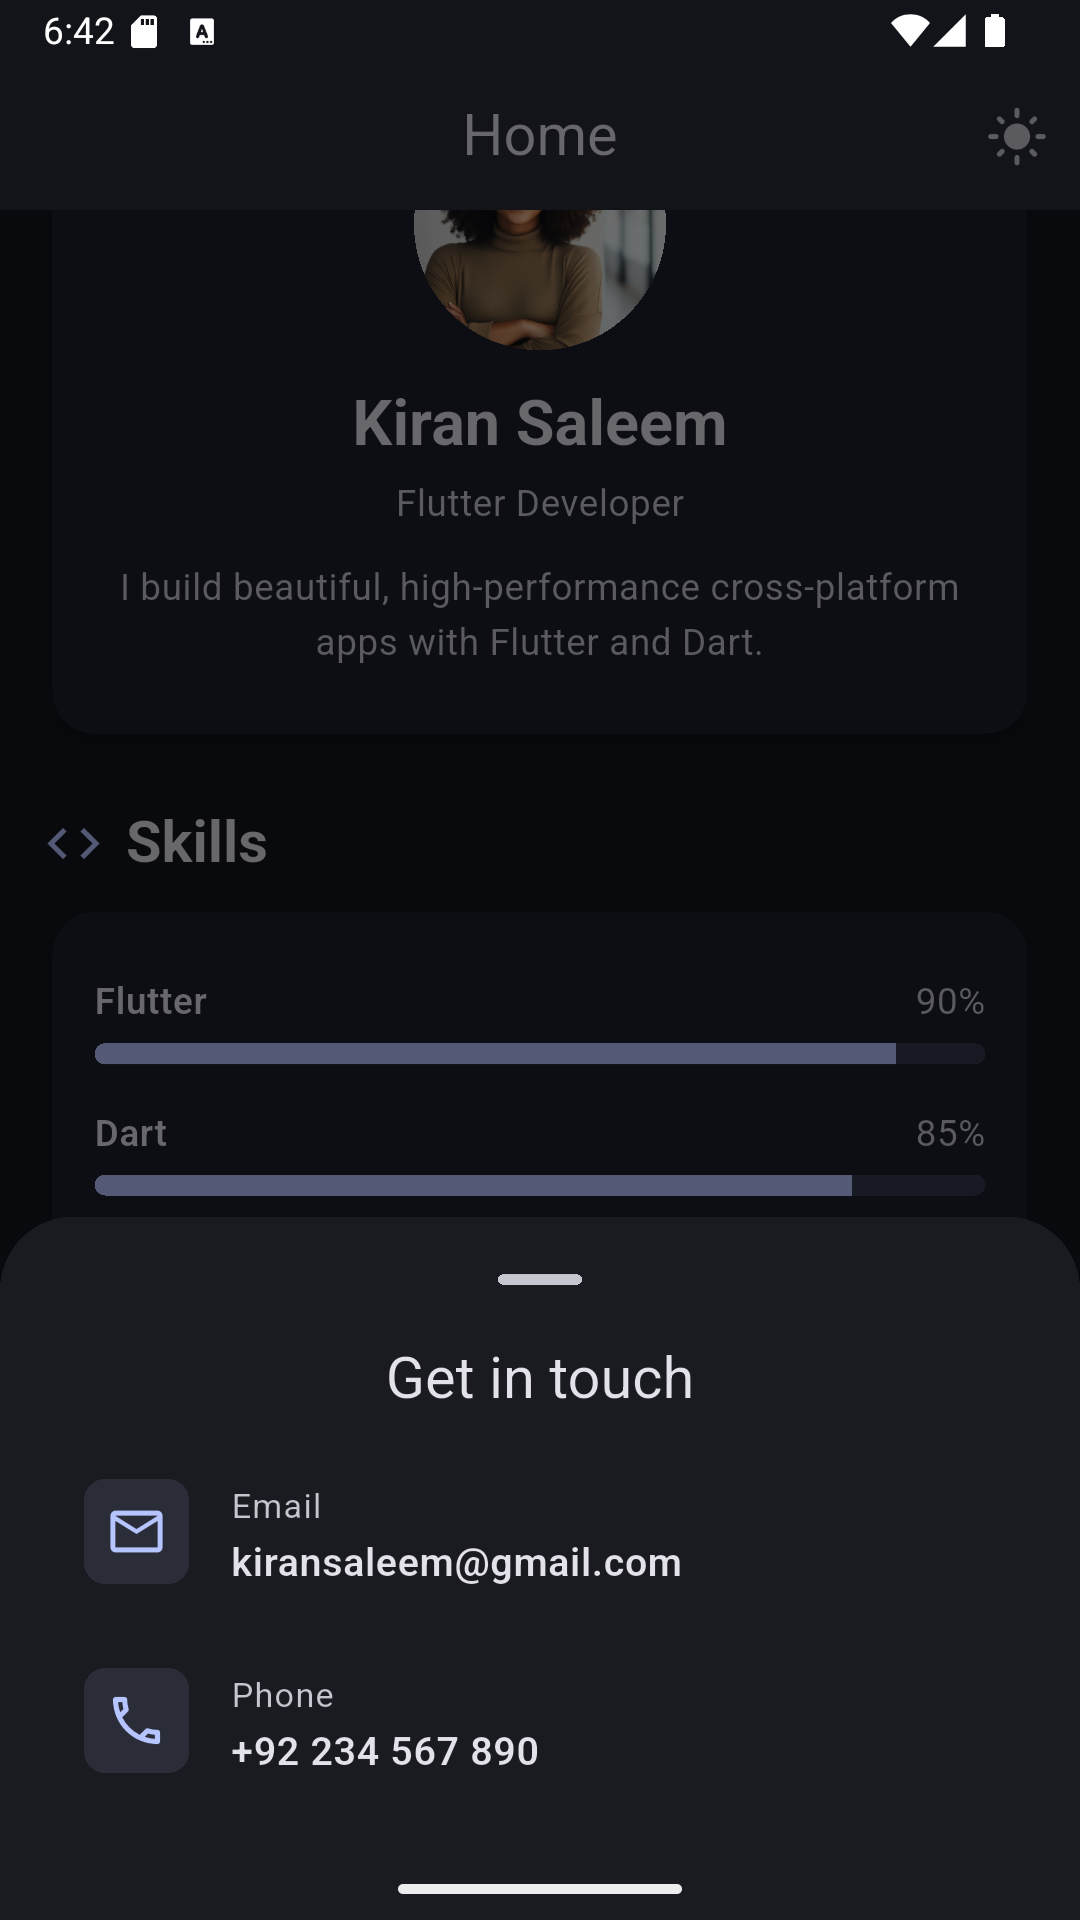 6:42
Home
Kiran Saleem
Flutter Developer
I build beautiful, high-performance cross-platform
apps with Flutter and Dart.
Skills
Flutter 90%
Dart 85%
Get in touch
Email
kiransaleem@gmail.com
Phone
+92 234 567 890